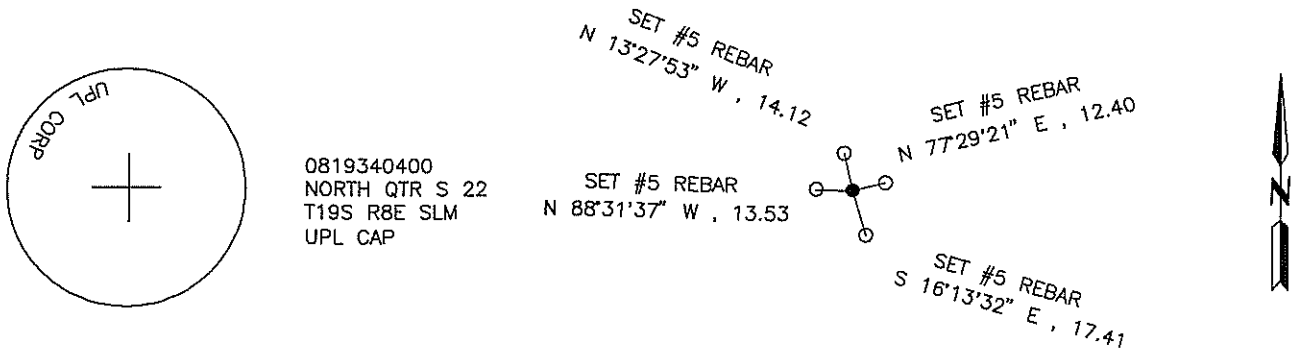 UPL CORP
0819340400
NORTH QTR S 22
T19S R8E SLM
UPL CAP
SET #5 REBAR
N 13°27'53" W , 14.12
SET #5 REBAR
N 77°29'21" E , 12.40
SET #5 REBAR
N 88°31'37" W , 13.53
SET #5 REBAR
S 16°13'32" E , 17.41
N